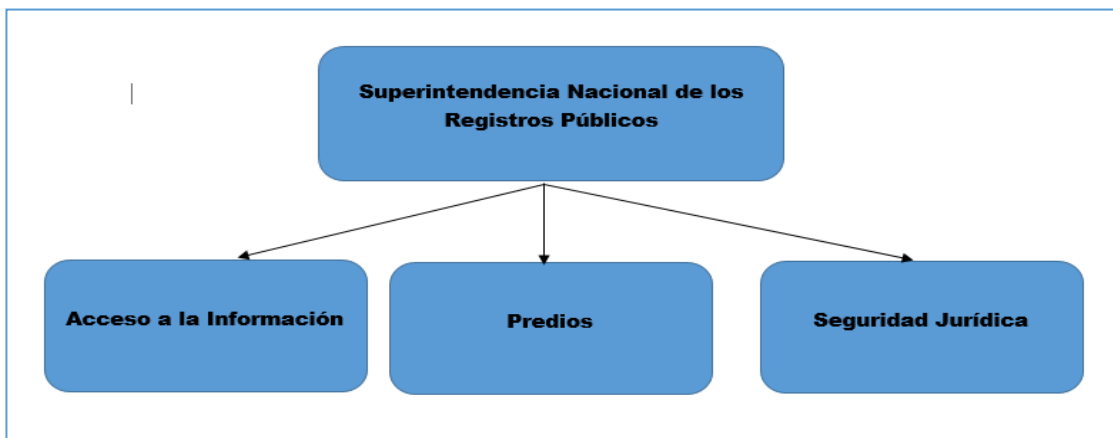 Superintendencia Nacional de los
Registros Públicos
Acceso a la Información
Predios
Seguridad Jurídica